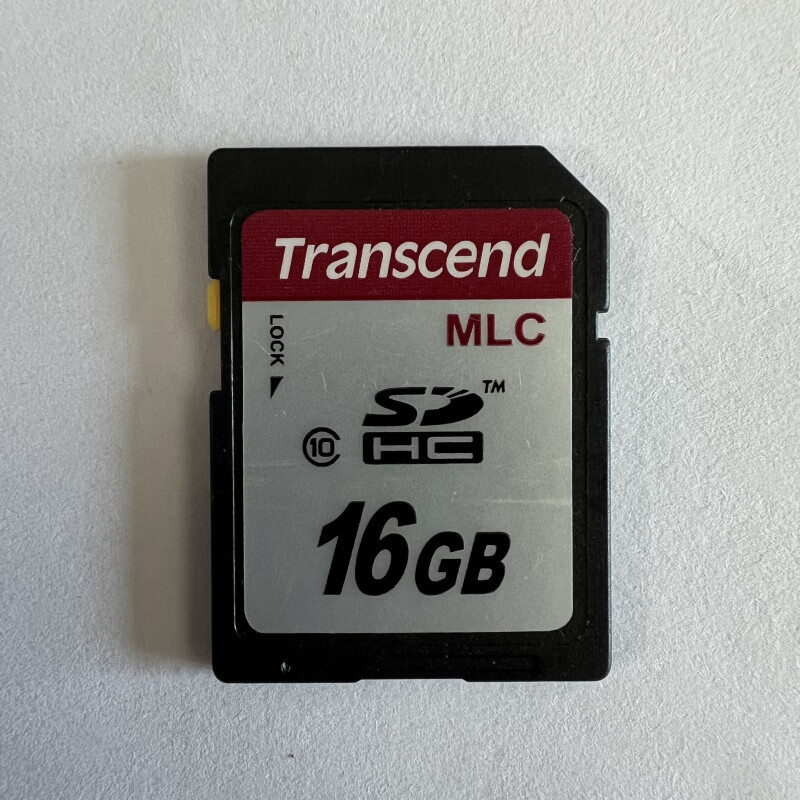 Transcend
MLC
LOCK
SD™
HC
10
16GB